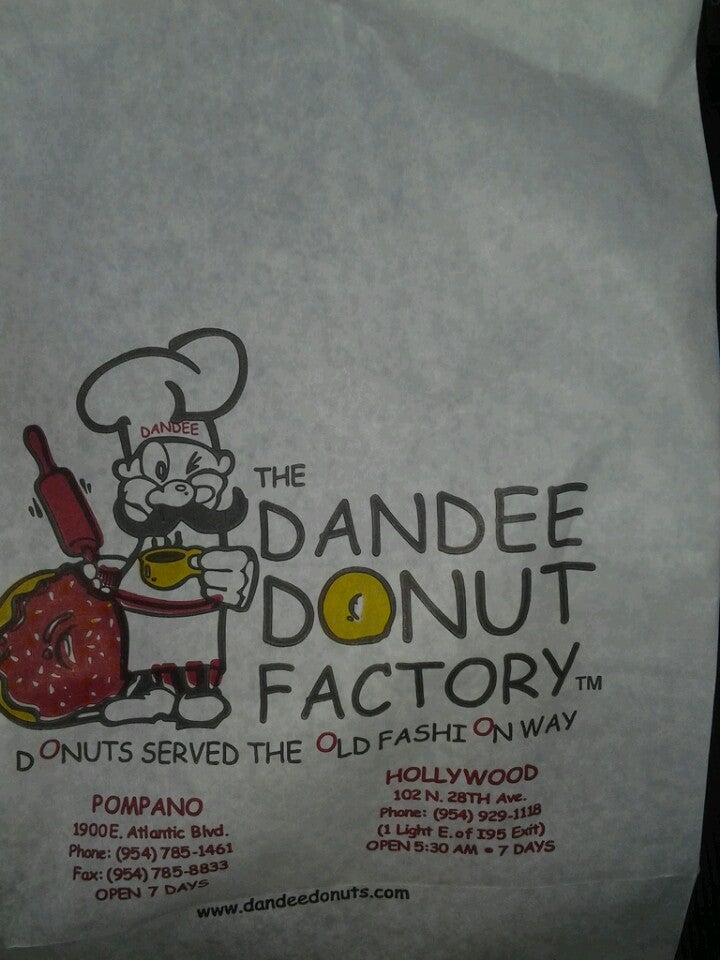 DANDEE
THE
DANDEE
DONUT
FACTORY™
DONUTS SERVED THE OLD FASHION WAY
POMPANO
1900 E. Atlantic Blvd.
Phone: (954) 785-1461
Fax: (954) 785-8833
OPEN 7 DAYS
HOLLYWOOD
102 N. 28TH Ave.
Phone: (954) 929-1118
(1 Light E. of I95 Exit)
OPEN 5:30 AM • 7 DAYS
www.dandeedonuts.com